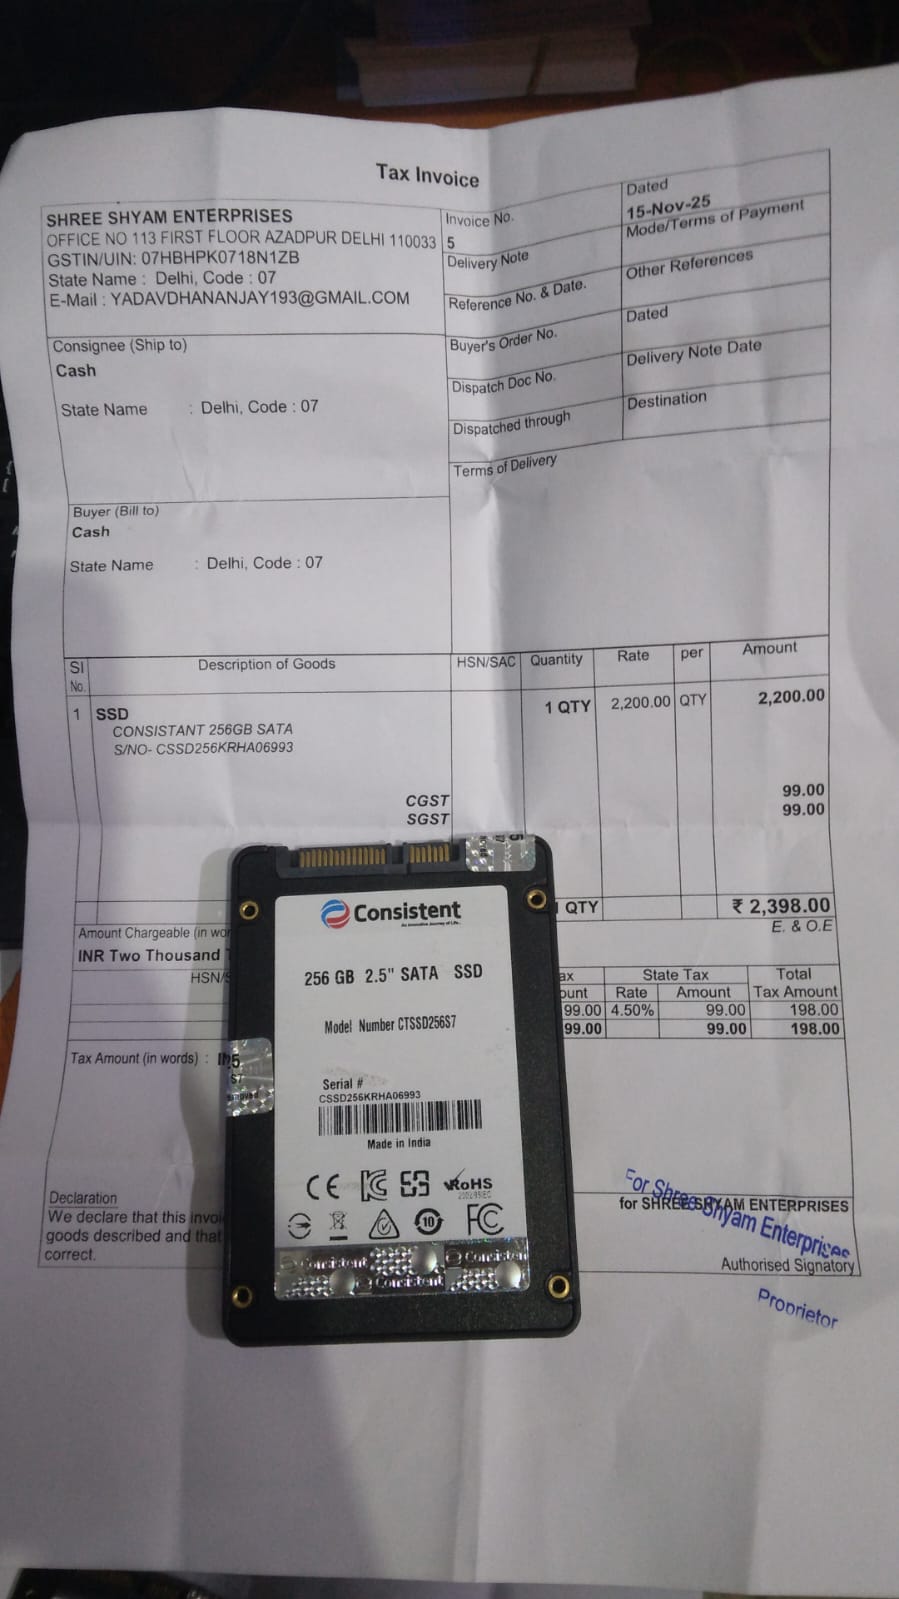 Tax Invoice
SHREE SHYAM ENTERPRISES
OFFICE NO 113 FIRST FLOOR AZADPUR DELHI 110033
GSTIN/UIN: 07HBHPK0718N1ZB
State Name : Delhi, Code : 07
E-Mail : YADAVDHANANJAY193@GMAIL.COM
Invoice No.
5
Dated
15-Nov-25
Delivery Note
Mode/Terms of Payment
Reference No. & Date.
Other References
Buyer's Order No.
Dated
Dispatch Doc No.
Delivery Note Date
Dispatched through
Destination
Terms of Delivery
Consignee (Ship to)
Cash
State Name : Delhi, Code : 07
Buyer (Bill to)
Cash
State Name : Delhi, Code : 07
SI No. Description of Goods HSN/SAC Quantity Rate per Amount
1 SSD 1 QTY 2,200.00 QTY 2,200.00
CONSISTANT 256GB SATA
S/NO- CSSD256KRHA06993
CGST 99.00
SGST 99.00
QTY ₹ 2,398.00
Amount Chargeable (in
E. & O.E
INR Two Thousand
State Tax Total
Rate Amount Tax Amount
99.00 4.50% 99.00 198.00
99.00 99.00 198.00
Tax Amount (in words) :
Declaration
We declare that this
goods described and that
correct.
for SHREE SHYAM ENTERPRISES
For Shree Shyam Enterprises
Authorised Signatory
Proprietor
Consistent
256 GB 2.5" SATA SSD
Model Number CTSSD256S7
Serial #
CSSD256KRHA06993
Made in India
CE
RoHS
10
FC
Consistent Consistent
Consistent